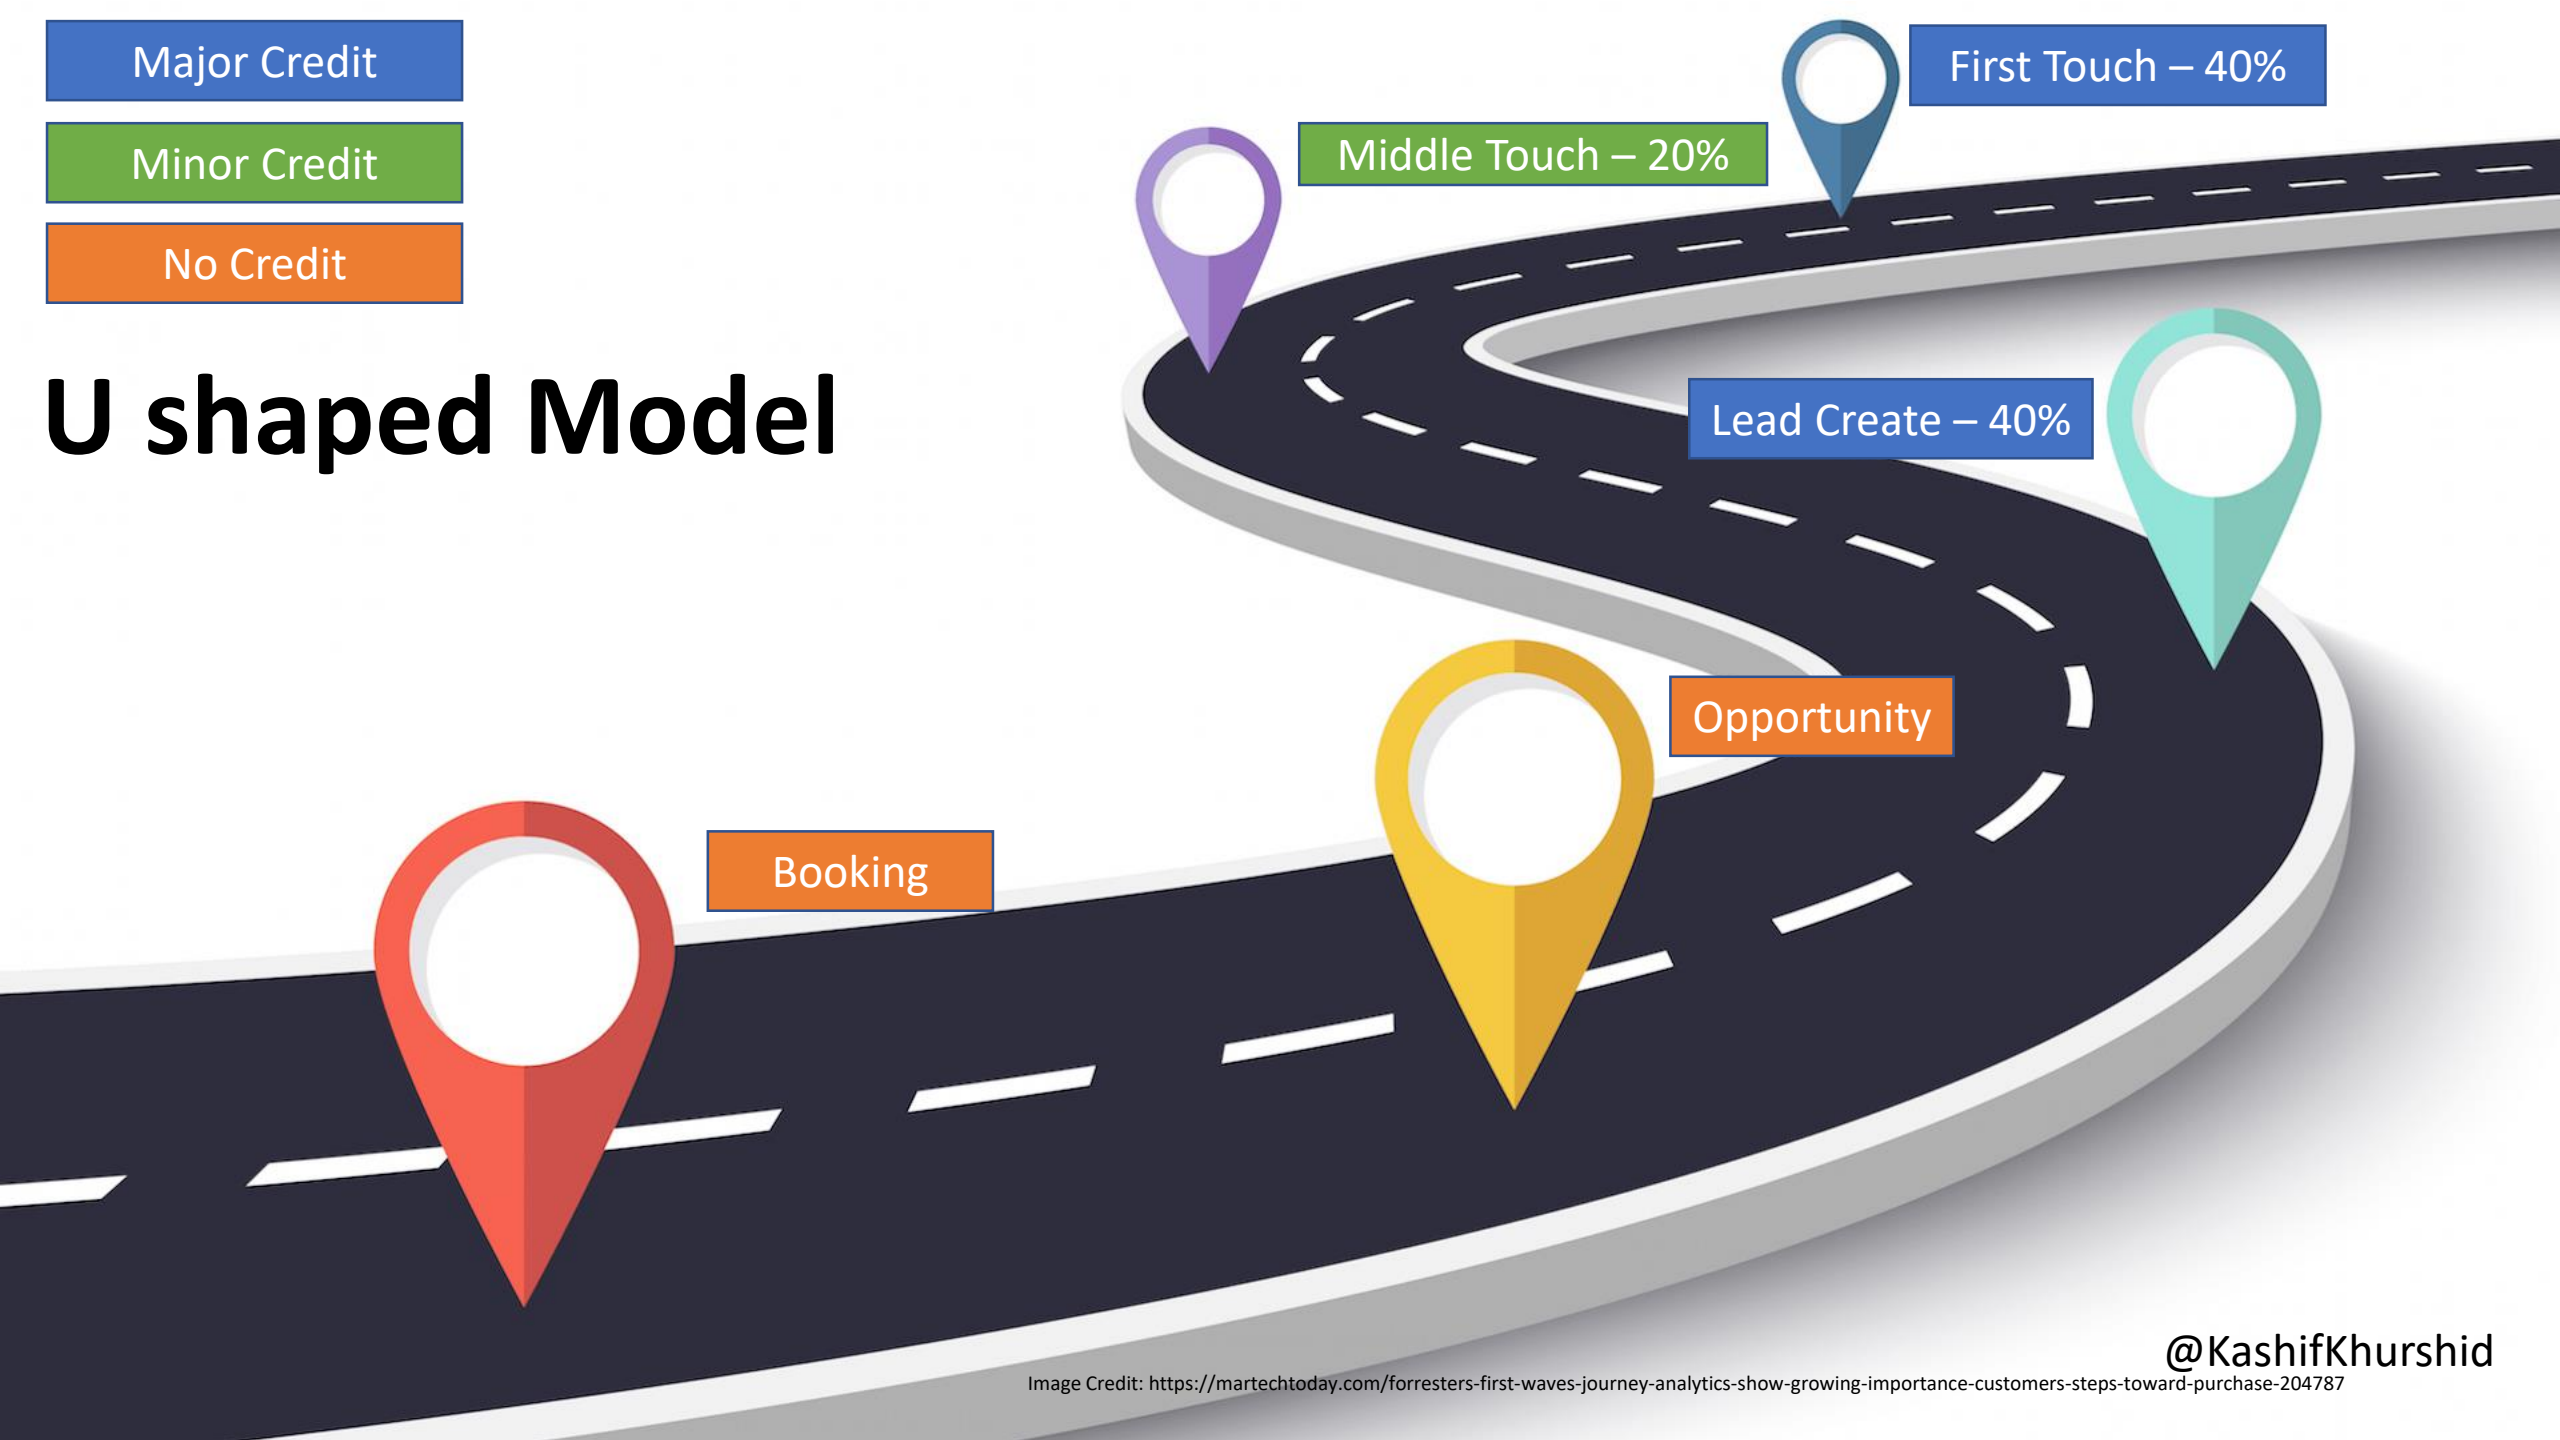 Major Credit
First Touch – 40%
Middle Touch – 20%
Minor Credit
No Credit
U shaped Model
Lead Create – 40%
Opportunity
Booking
@KashifKhurshid
Image Credit: https://martechtoday.com/forresters-first-waves-journey-analytics-show-growing-importance-customers-steps-toward-purchase-204787